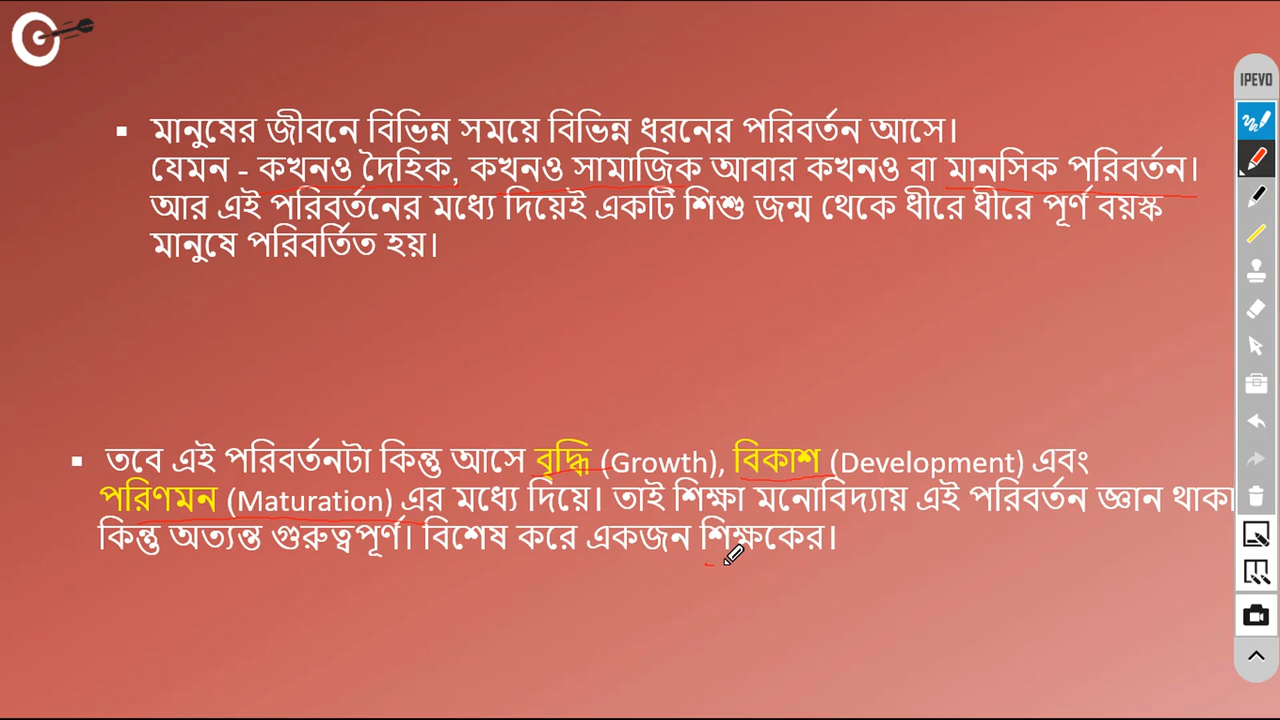 IPEVO
▪ মানুষের জীবনে বিভিন্ন সময়ে বিভিন্ন ধরনের পরিবর্তন আসে।
যেমন - কখনও দৈহিক, কখনও সামাজিক আবার কখনও বা মানসিক পরিবর্তন।
আর এই পরিবর্তনের মধ্যে দিয়েই একটি শিশু জন্ম থেকে ধীরে ধীরে পূর্ণ বয়স্ক
মানুষে পরিবর্তিত হয়।
▪ তবে এই পরিবর্তনটা কিন্তু আসে বৃদ্ধি (Growth), বিকাশ (Development) এবং
পরিণমন (Maturation) এর মধ্যে দিয়ে। তাই শিক্ষা মনোবিদ্যায় এই পরিবর্তন জ্ঞান থাকা
কিন্তু অত্যন্ত গুরুত্বপূর্ণ। বিশেষ করে একজন শিক্ষকের।